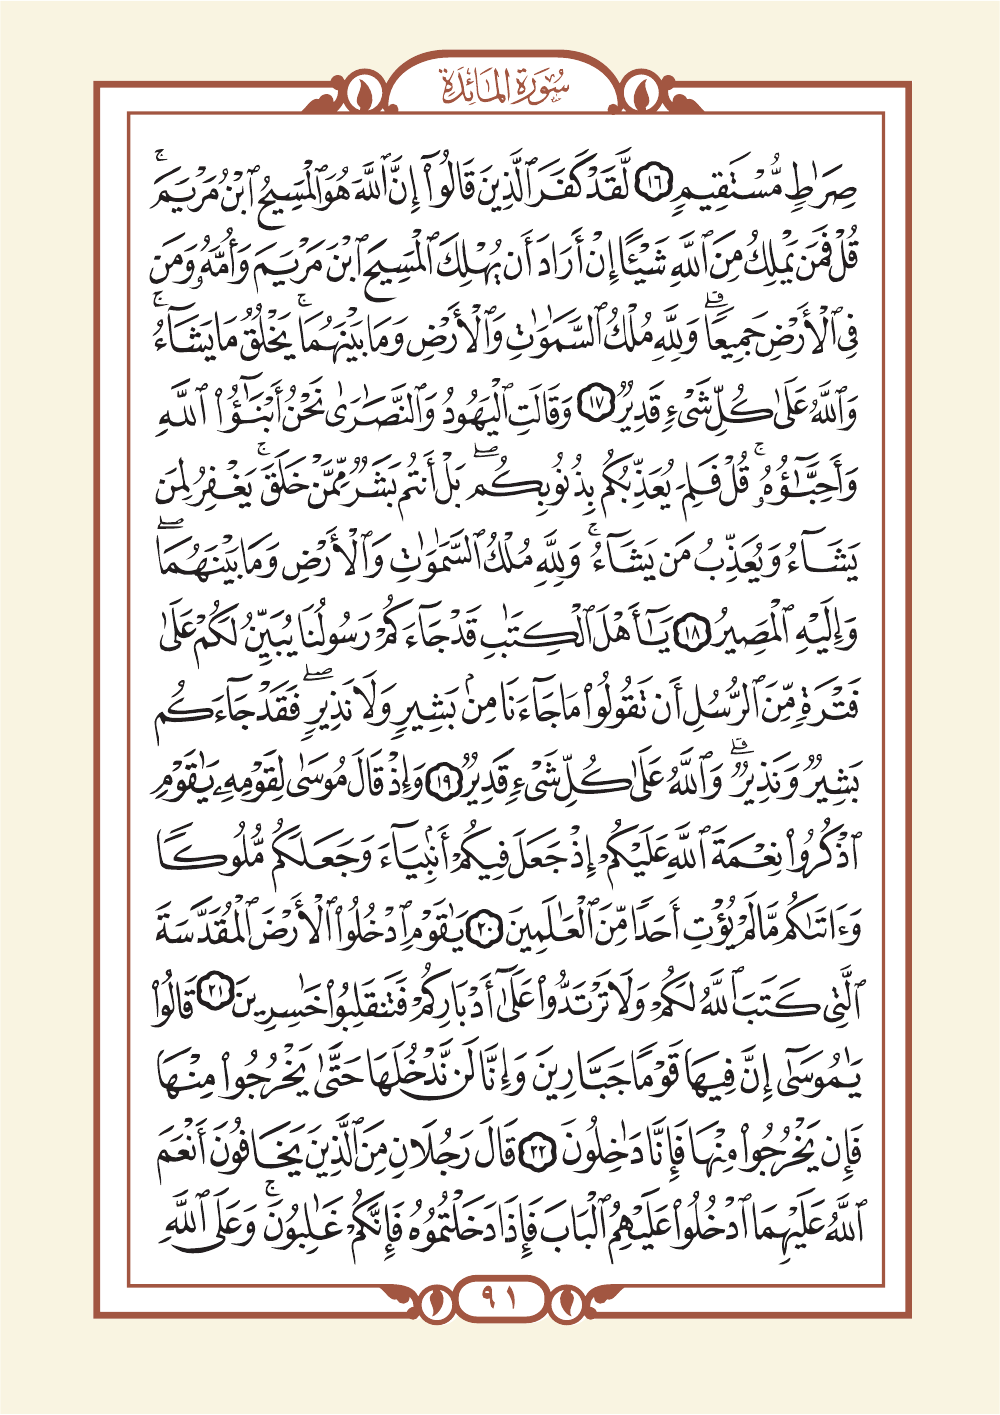 سُورَةُ المَائِدَةِ
صِرَٰطٍ مُّسْتَقِيمٍ ١٦ لَّقَدْ كَفَرَ ٱلَّذِينَ قَالُوٓا۟ إِنَّ ٱللَّهَ هُوَ ٱلْمَسِيحُ ٱبْنُ مَرْيَمَ ۚ
قُلْ فَمَن يَمْلِكُ مِنَ ٱللَّهِ شَيْـًٔا إِنْ أَرَادَ أَن يُهْلِكَ ٱلْمَسِيحَ ٱبْنَ مَرْيَمَ وَأُمَّهُۥ وَمَن
فِى ٱلْأَرْضِ جَمِيعًا ۗ وَلِلَّهِ مُلْكُ ٱلسَّمَٰوَٰتِ وَٱلْأَرْضِ وَمَا بَيْنَهُمَا ۚ يَخْلُقُ مَا يَشَآءُ ۚ
وَٱللَّهُ عَلَىٰ كُلِّ شَىْءٍ قَدِيرٌ ١٧ وَقَالَتِ ٱلْيَهُودُ وَٱلنَّصَٰرَىٰ نَحْنُ أَبْنَٰٓؤُا۟ ٱللَّهِ
وَأَحِبَّٰٓؤُهُۥ ۚ قُلْ فَلِمَ يُعَذِّبُكُم بِذُنُوبِكُم ۖ بَلْ أَنتُم بَشَرٌ مِّمَّنْ خَلَقَ ۚ يَغْفِرُ لِمَن
يَشَآءُ وَيُعَذِّبُ مَن يَشَآءُ ۚ وَلِلَّهِ مُلْكُ ٱلسَّمَٰوَٰتِ وَٱلْأَرْضِ وَمَا بَيْنَهُمَا ۖ
وَإِلَيْهِ ٱلْمَصِيرُ ١٨ يَٰٓأَهْلَ ٱلْكِتَٰبِ قَدْ جَآءَكُمْ رَسُولُنَا يُبَيِّنُ لَكُمْ عَلَىٰ
فَتْرَةٍ مِّنَ ٱلرُّسُلِ أَن تَقُولُوا۟ مَا جَآءَنَا مِنۢ بَشِيرٍ وَلَا نَذِيرٍ ۖ فَقَدْ جَآءَكُم
بَشِيرٌ وَنَذِيرٌ ۗ وَٱللَّهُ عَلَىٰ كُلِّ شَىْءٍ قَدِيرٌ ١٩ وَإِذْ قَالَ مُوسَىٰ لِقَوْمِهِۦ يَٰقَوْمِ
ٱذْكُرُوا۟ نِعْمَةَ ٱللَّهِ عَلَيْكُمْ إِذْ جَعَلَ فِيكُمْ أَنۢبِيَآءَ وَجَعَلَكُم مُّلُوكًا
وَءَاتَىٰكُم مَّا لَمْ يُؤْتِ أَحَدًا مِّنَ ٱلْعَٰلَمِينَ ٢٠ يَٰقَوْمِ ٱدْخُلُوا۟ ٱلْأَرْضَ ٱلْمُقَدَّسَةَ
ٱلَّتِى كَتَبَ ٱللَّهُ لَكُمْ وَلَا تَرْتَدُّوا۟ عَلَىٰٓ أَدْبَارِكُمْ فَتَنقَلِبُوا۟ خَٰسِرِينَ ٢١ قَالُوا۟
يَٰمُوسَىٰٓ إِنَّ فِيهَا قَوْمًا جَبَّارِينَ وَإِنَّا لَن نَّدْخُلَهَا حَتَّىٰ يَخْرُجُوا۟ مِنْهَا
فَإِن يَخْرُجُوا۟ مِنْهَا فَإِنَّا دَٰخِلُونَ ٢٢ قَالَ رَجُلَانِ مِنَ ٱلَّذِينَ يَخَافُونَ أَنْعَمَ
ٱللَّهُ عَلَيْهِمَا ٱدْخُلُوا۟ عَلَيْهِمُ ٱلْبَابَ فَإِذَا دَخَلْتُمُوهُ فَإِنَّكُمْ غَٰلِبُونَ ۚ وَعَلَى ٱللَّهِ
٩١